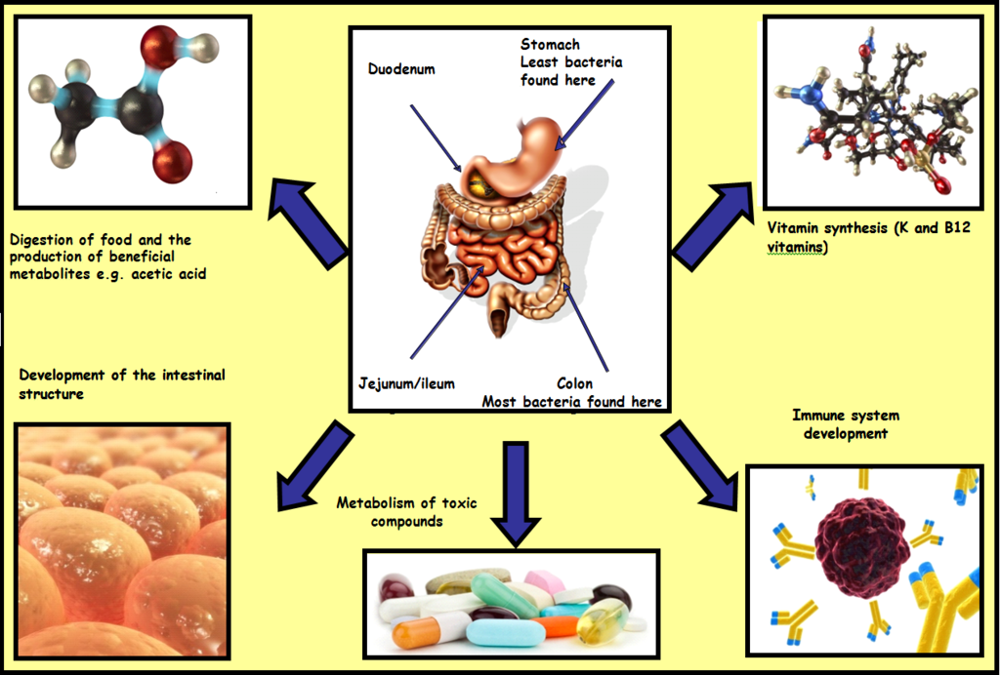 Duodenum
Stomach
Least bacteria
found here
Digestion of food and the
production of beneficial
metabolites e.g. acetic acid
Vitamin synthesis (K and B12
vitamins)
Jejunum/ileum
Colon
Most bacteria found here
Development of the intestinal
structure
Immune system
development
Metabolism of toxic
compounds